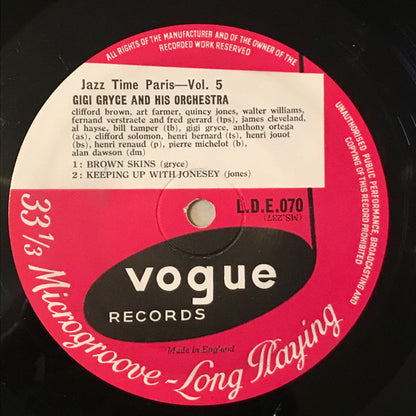 ALL RIGHTS OF THE MANUFACTURER AND OF THE OWNER OF THE
RECORDED WORK RESERVED
Jazz Time Paris—Vol. 5
GIGI GRYCE AND HIS ORCHESTRA
clifford brown, art farmer, quincy jones, walter williams,
fernand verstraete and fred gerard (tps), james cleveland,
al hayse, bill tamper (tb), gigi gryce, anthony ortega
(as), clifford solomon, henri bernard (ts), henri jouot
(bs), henri renaud (p), pierre michelot (b),
alan dawson (dm)
1 : BROWN SKINS (gryce)
2 : KEEPING UP WITH JONESEY (jones)
L.D.E.070
(MS.237)
UNAUTHORISED PUBLIC PERFORMANCE, BROADCASTING AND
COPYING OF THIS RECORD PROHIBITED
vogue
RECORDS
Made in England
33 1/3 Microgroove - Long Playing